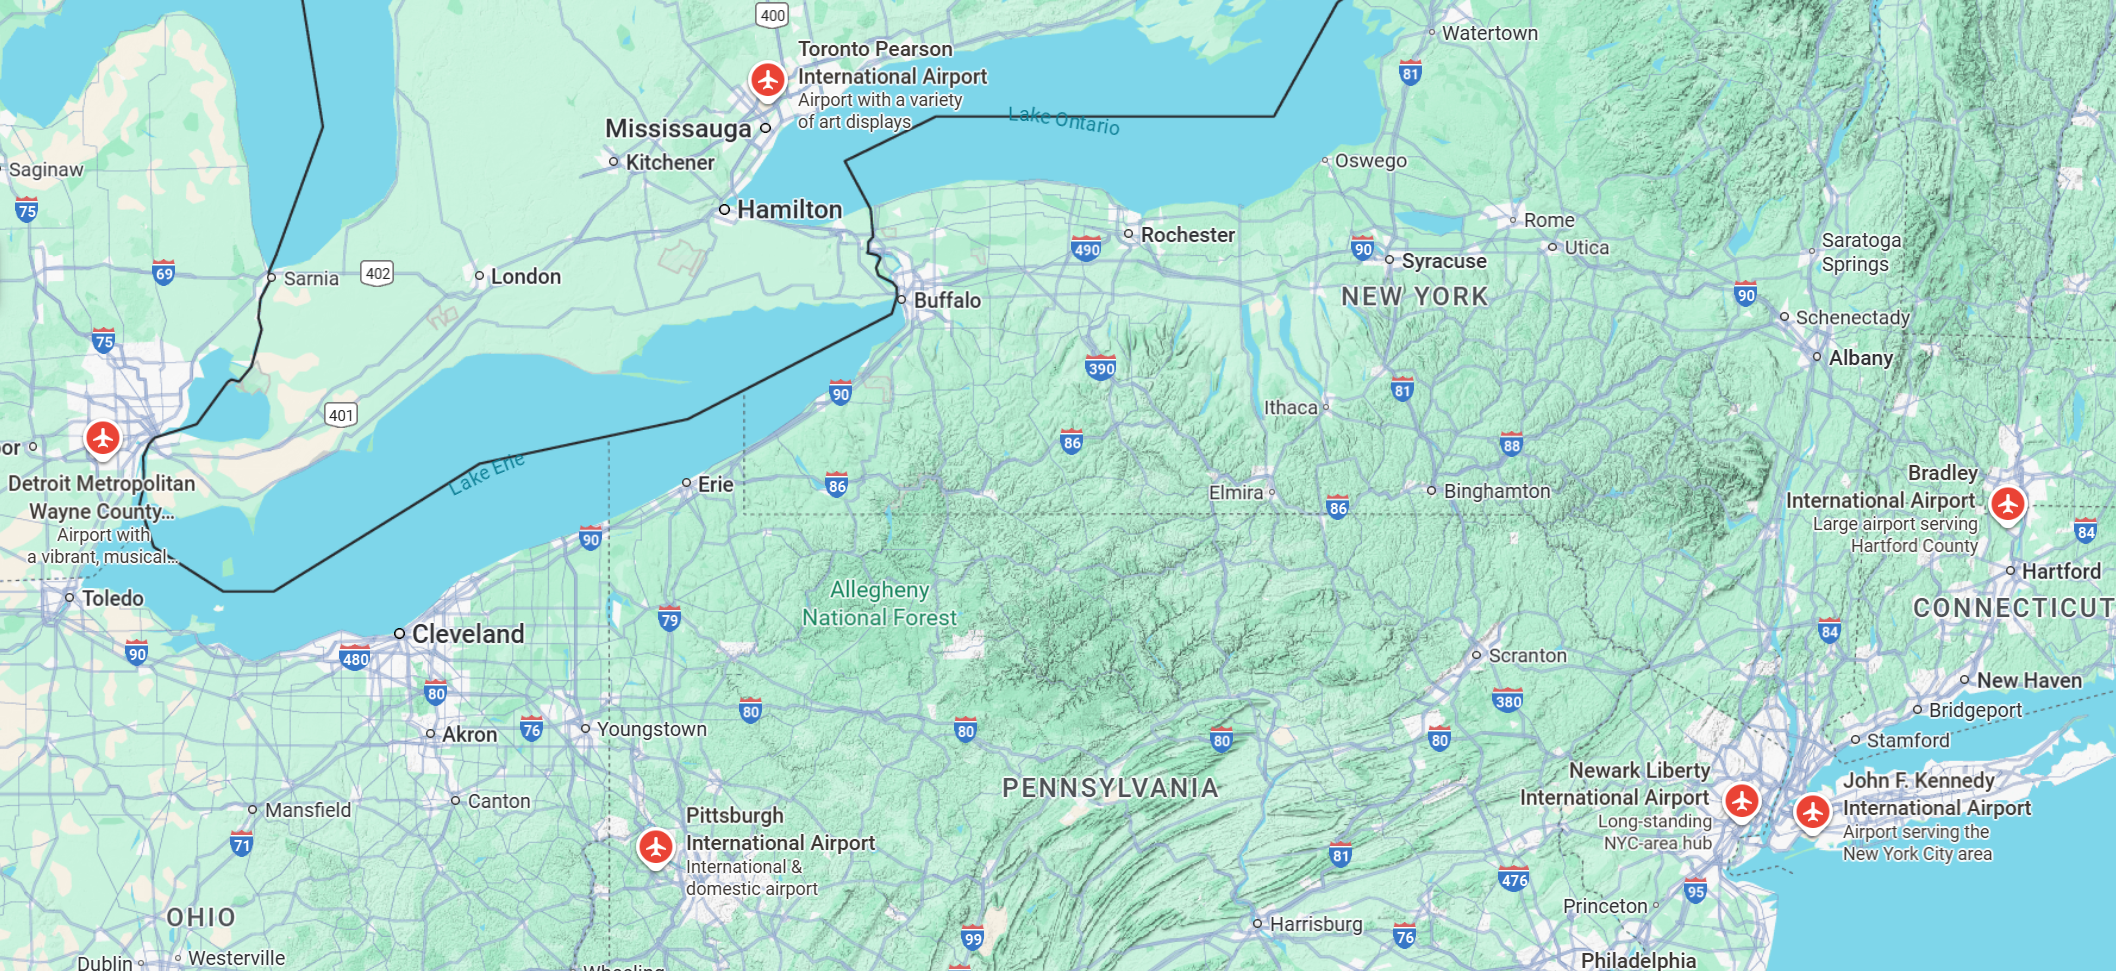 400
Toronto Pearson
International Airport
Airport with a variety
of art displays
Watertown
81
Lake Ontario
Mississauga
Kitchener
Oswego
Saginaw
75
Hamilton
Rome
Rochester
490
90
Syracuse
Utica
Saratoga
Springs
69
Sarnia
402
London
NEW YORK
90
Buffalo
Schenectady
75
Albany
390
90
81
Ithaca
401
or
86
88
Lake Erie
Detroit Metropolitan
Wayne County...
Airport with
a vibrant, musical...
Erie
86
Elmira
86
Binghamton
Bradley
International Airport
Large airport serving
Hartford County
84
90
Hartford
Toledo
Allegheny
National Forest
CONNECTICUT
79
84
Cleveland
90
480
Scranton
80
380
New Haven
80
Bridgeport
76
Youngstown
80
80
80
Akron
Stamford
Newark Liberty
International Airport
Long-standing
NYC-area hub
John F. Kennedy
International Airport
Airport serving the
New York City area
PENNSYLVANIA
Canton
Mansfield
Pittsburgh
International Airport
International &
domestic airport
71
81
476
95
OHIO
Princeton
Harrisburg
99
76
Westerville
Dublin
Philadelphia
Wheeling